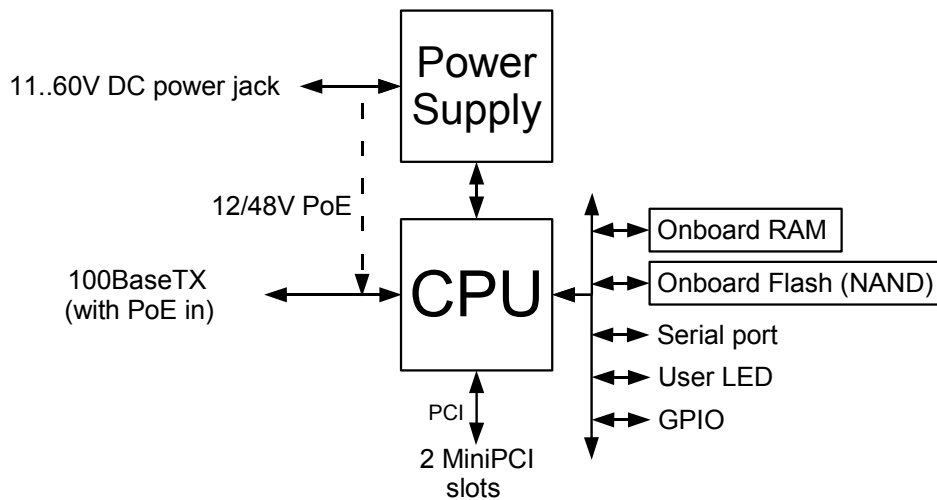 Power
Supply
11..60V DC power jack
12/48V PoE
100BaseTX
(with PoE in)
CPU
Onboard RAM
Onboard Flash (NAND)
Serial port
User LED
GPIO
PCI
2 MiniPCI
slots